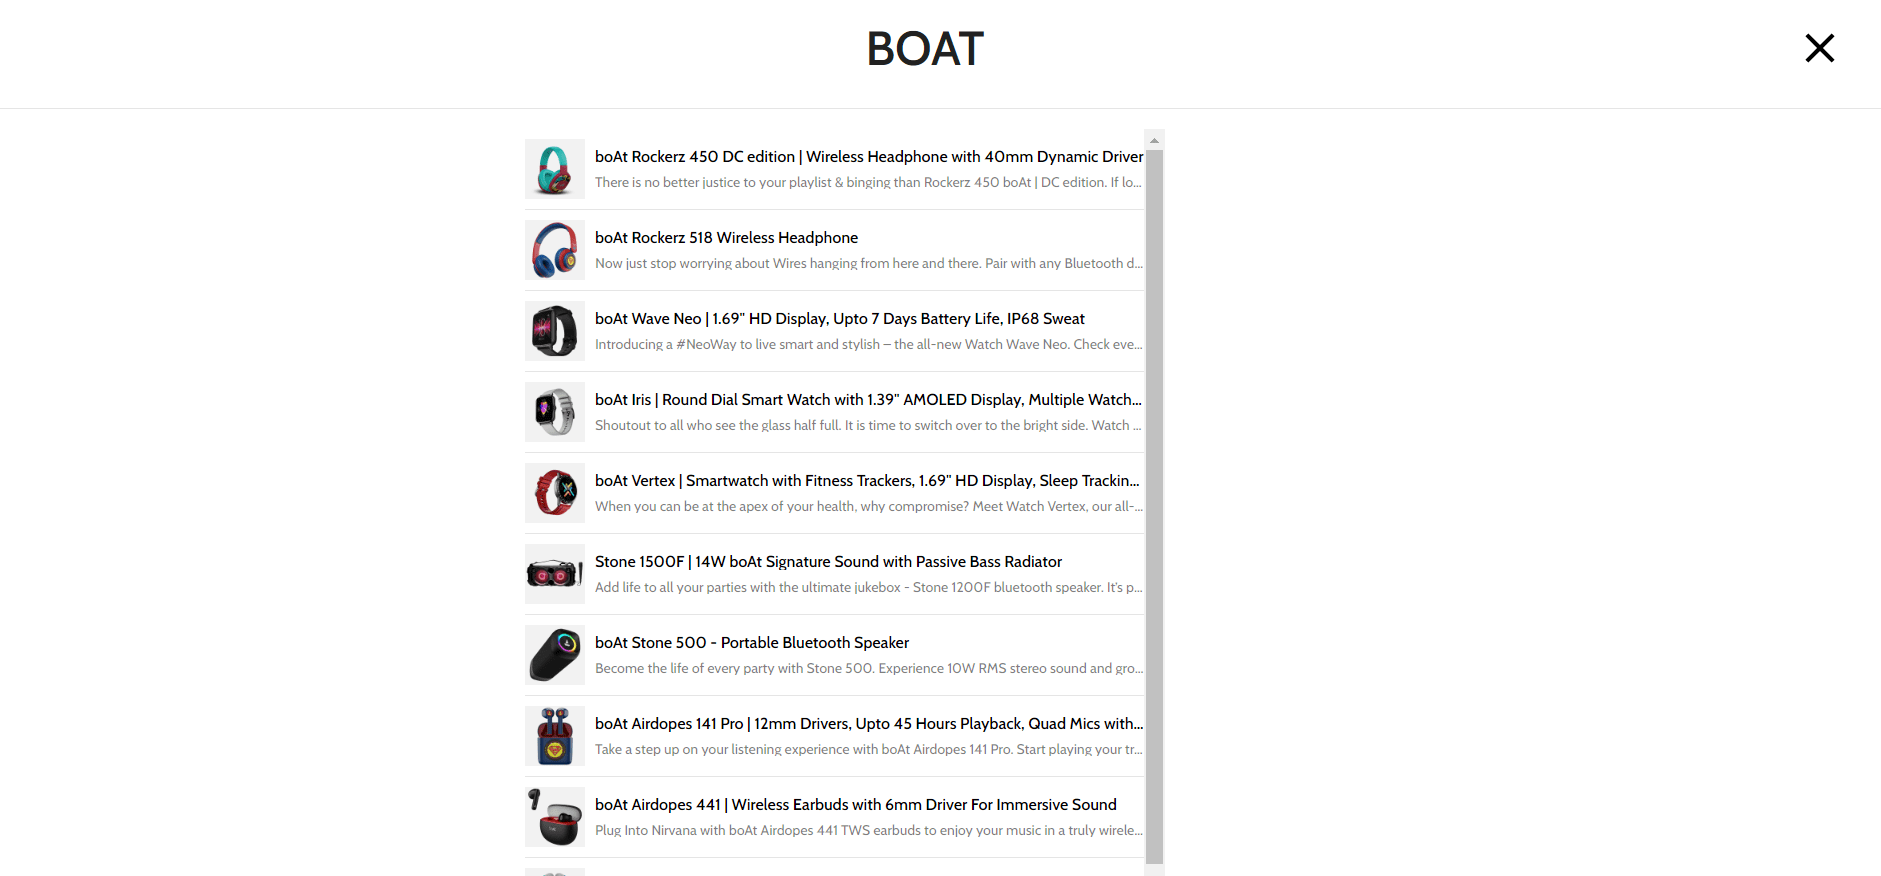 BOAT
boAt Rockerz 450 DC edition | Wireless Headphone with 40mm Dynamic Driver
There is no better justice to your playlist & binging than Rockerz 450 boAt | DC edition. If lo...
boAt Rockerz 518 Wireless Headphone
Now just stop worrying about Wires hanging from here and there. Pair with any Bluetooth d...
boAt Wave Neo | 1.69" HD Display, Upto 7 Days Battery Life, IP68 Sweat
Introducing a #NeoWay to live smart and stylish – the all-new Watch Wave Neo. Check eve...
boAt Iris | Round Dial Smart Watch with 1.39" AMOLED Display, Multiple Watch...
Shoutout to all who see the glass half full. It is time to switch over to the bright side. Watch ...
boAt Vertex | Smartwatch with Fitness Trackers, 1.69" HD Display, Sleep Trackin...
When you can be at the apex of your health, why compromise? Meet Watch Vertex, our all-...
Stone 1500F | 14W boAt Signature Sound with Passive Bass Radiator
Add life to all your parties with the ultimate jukebox - Stone 1200F bluetooth speaker. It's p...
boAt Stone 500 - Portable Bluetooth Speaker
Become the life of every party with Stone 500. Experience 10W RMS stereo sound and gro...
boAt Airdopes 141 Pro | 12mm Drivers, Upto 45 Hours Playback, Quad Mics with...
Take a step up on your listening experience with boAt Airdopes 141 Pro. Start playing your tr...
boAt Airdopes 441 | Wireless Earbuds with 6mm Driver For Immersive Sound
Plug Into Nirvana with boAt Airdopes 441 TWS earbuds to enjoy your music in a truly wirele...